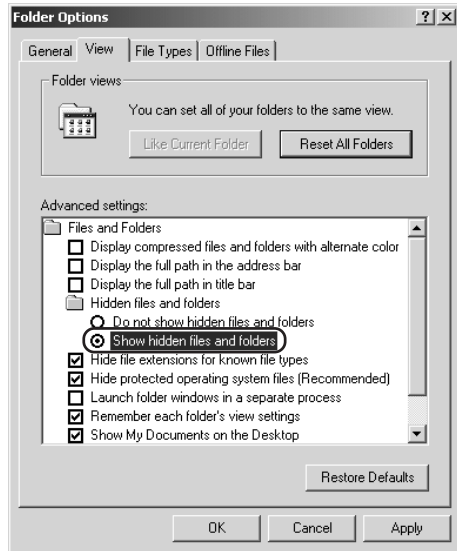 Folder Options
General View File Types Offline Files
Folder views
You can set all of your folders to the same view.
Like Current Folder Reset All Folders
Advanced settings:
Files and Folders
Display compressed files and folders with alternate color
Display the full path in the address bar
Display the full path in title bar
Hidden files and folders
Do not show hidden files and folders
Show hidden files and folders
Hide file extensions for known file types
Hide protected operating system files (Recommended)
Launch folder windows in a separate process
Remember each folder's view settings
Show My Documents on the Desktop
Restore Defaults
OK Cancel Apply